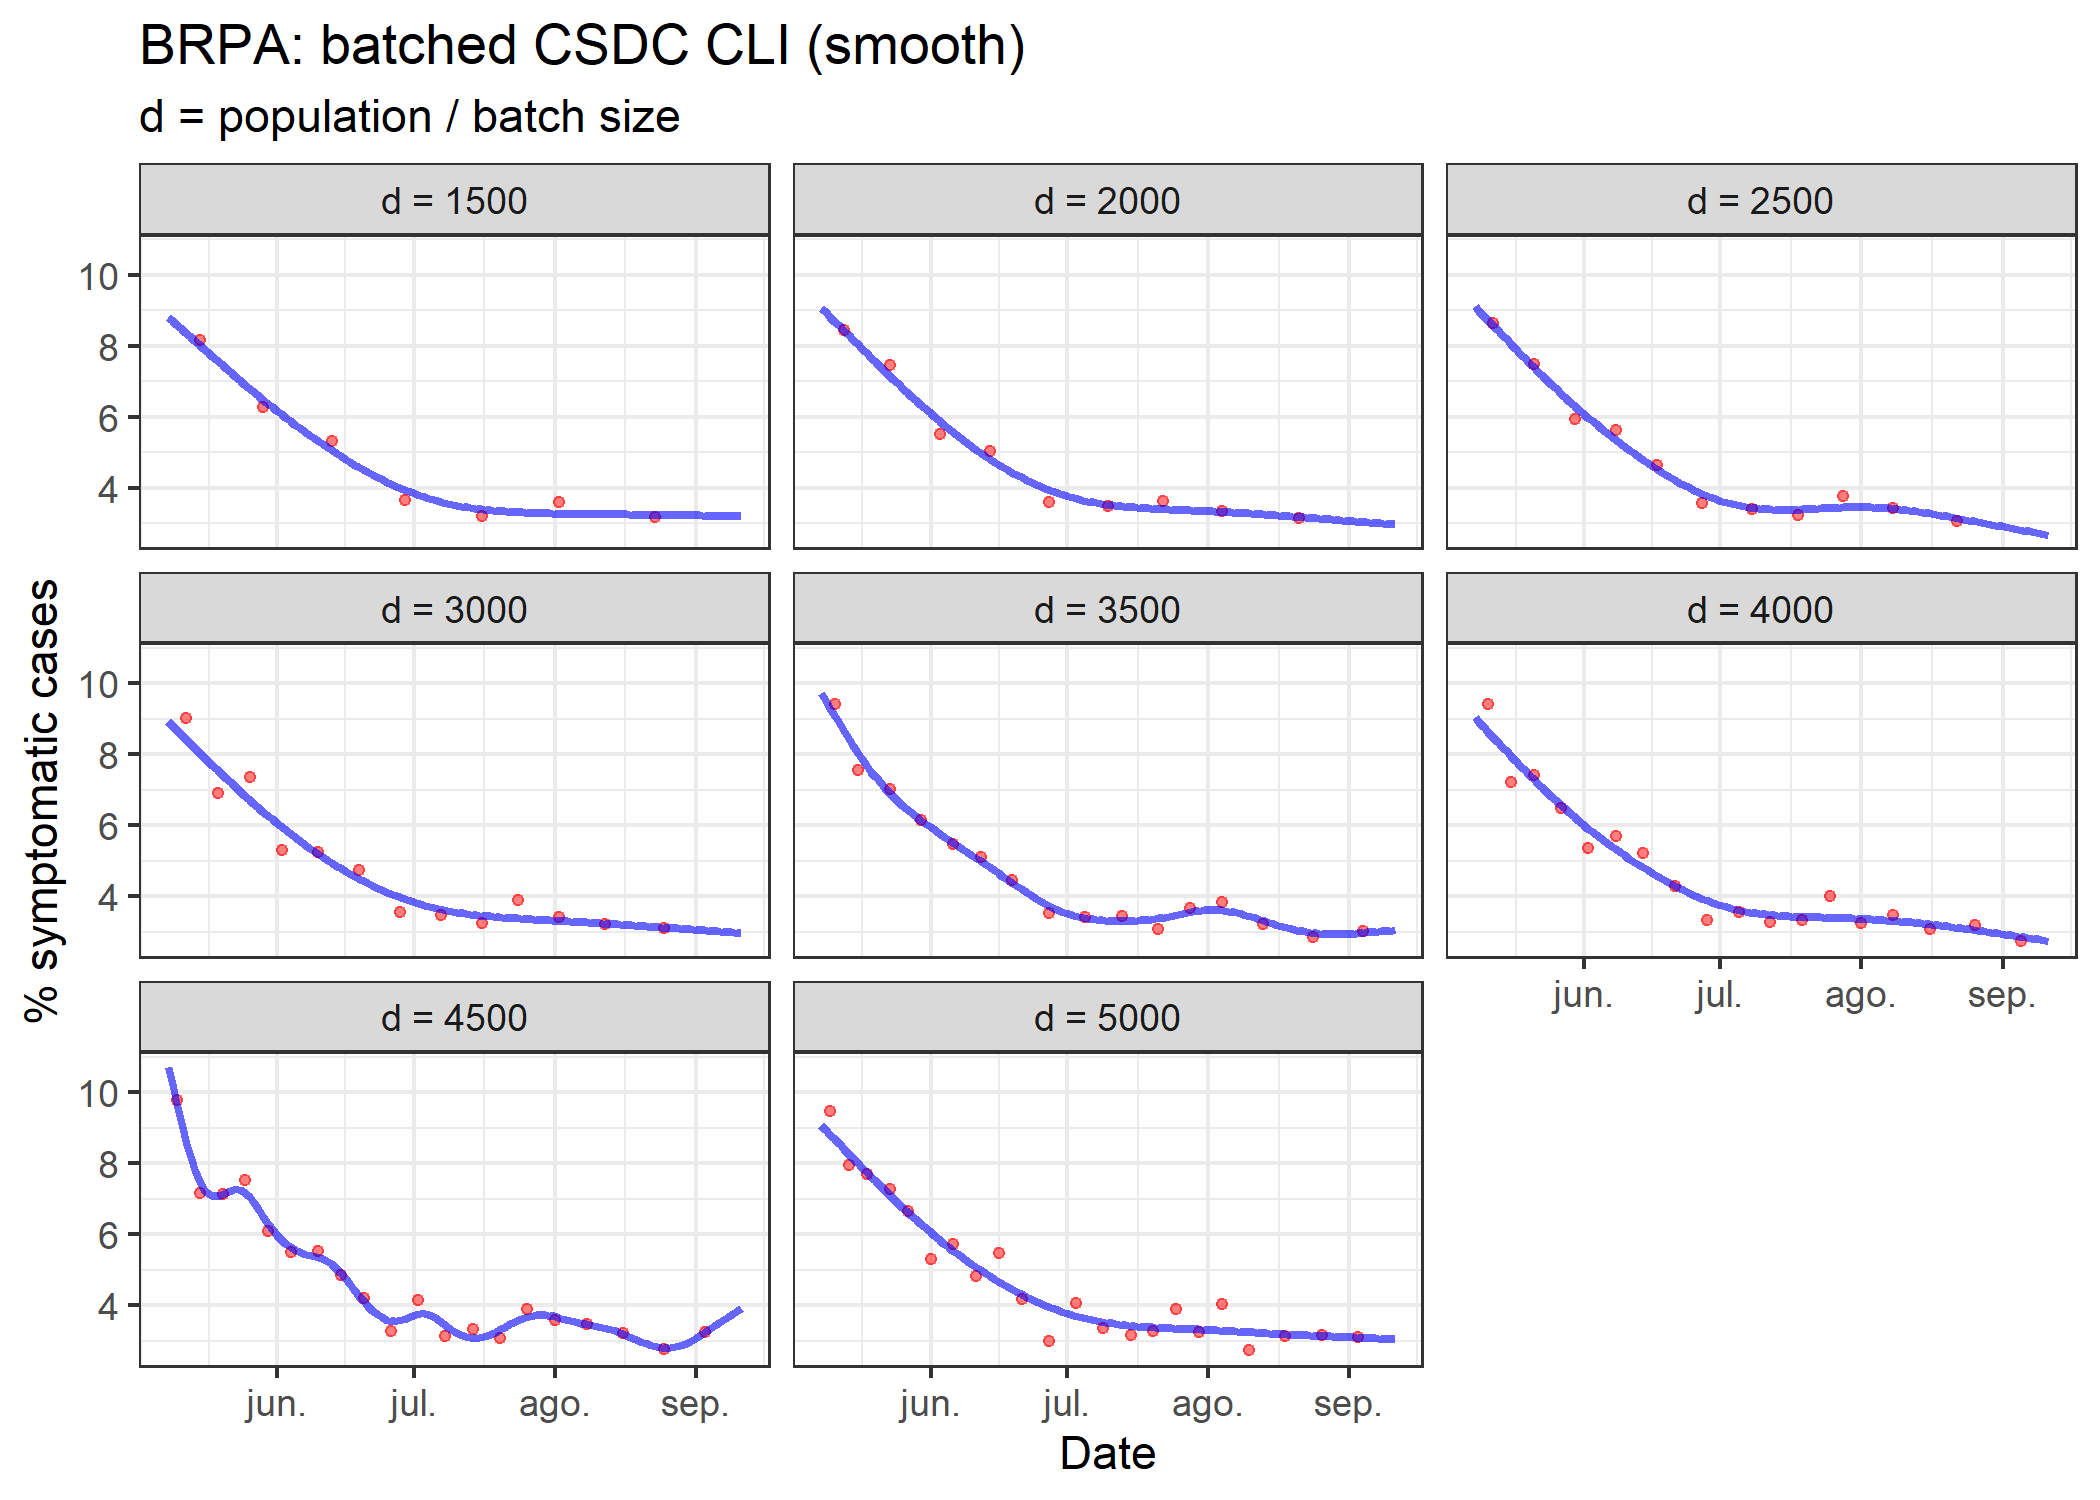 BRPA: batched CSDC CLI (smooth)
d = population / batch size
d = 1500
d = 2000
d = 2500
10
8
6
4
d = 3000
d = 3500
d = 4000
10
8
6
4
jun.
jul.
ago.
sep.
d = 4500
d = 5000
10
8
6
4
jun.
jul.
ago.
sep.
jun.
jul.
ago.
sep.
Date
% symptomatic cases